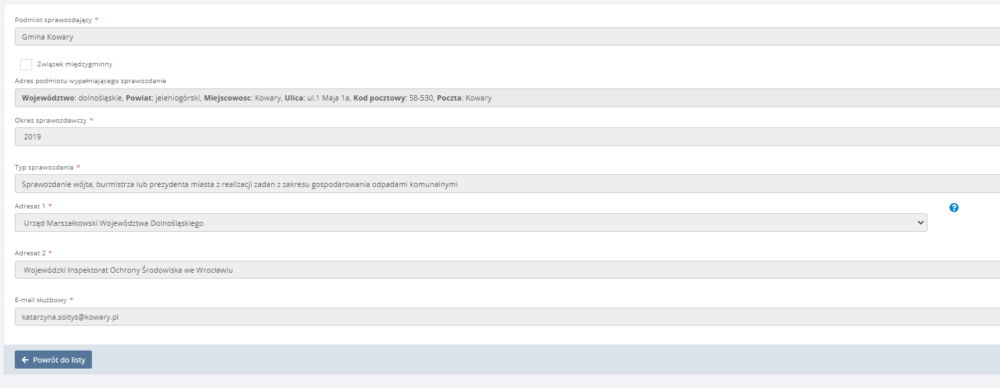 Podmiot sprawozdający *
Gmina Kowary
Związek międzygminny
Adres podmiotu wypełniającego sprawozdanie
Województwo: dolnośląskie, Powiat: jeleniogórski, Miejscowosc: Kowary, Ulica: ul.1 Maja 1a, Kod pocztowy: 58-530, Poczta: Kowary
Okres sprawozdawczy *
2019
Typ sprawozdania *
Sprawozdanie wójta, burmistrza lub prezydenta miasta z realizacji zadan z zakresu gospodarowania odpadami komunalnymi
Adresat 1 *
Urząd Marszałkowski Województwa Dolnośląskiego
Adresat 2 *
Wojewódzki Inspektorat Ochrony Środowiska we Wrocławiu
E-mail służbowy *
katarzyna.soltys@kowary.pl
Powrót do listy